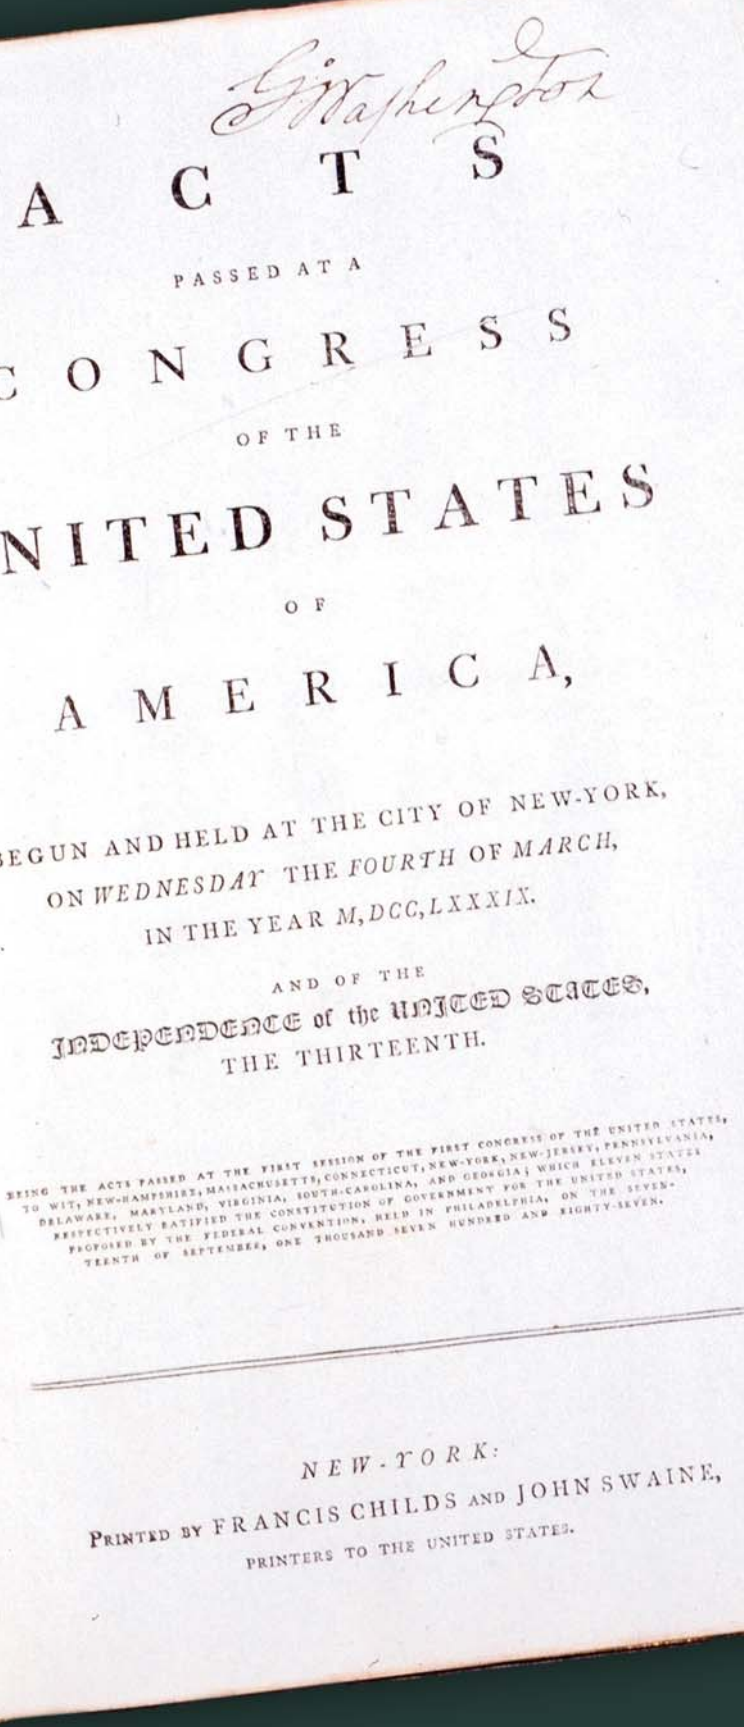 G:Washington
ACTS
PASSED AT A
CONGRESS
OF THE
NITED STATES
OF
AMERICA,
BEGUN AND HELD AT THE CITY OF NEW-YORK,
ON WEDNESDAY THE FOURTH OF MARCH,
IN THE YEAR M,DCC,LXXXIX.
AND OF THE
INDEPENDENCE of the UNITED STATES,
THE THIRTEENTH.
BEING THE ACTS PASSED AT THE FIRST SESSION OF THE FIRST CONGRESS OF THE UNITED STATES,
TO WIT, NEW-HAMPSHIRE, MASSACHUSETTS, CONNECTICUT, NEW-YORK, NEW-JERSEY, PENNSYLVANIA,
DELAWARE, MARYLAND, VIRGINIA, SOUTH-CAROLINA, AND GEORGIA; WHICH ELEVEN STATES
RESPECTIVELY RATIFIED THE CONSTITUTION OF GOVERNMENT FOR THE UNITED STATES,
PROPOSED BY THE FEDERAL CONVENTION, HELD IN PHILADELPHIA, ON THE SEVEN-
TEENTH OF SEPTEMBER, ONE THOUSAND SEVEN HUNDRED AND EIGHTY-SEVEN.
NEW-YORK:
PRINTED BY FRANCIS CHILDS AND JOHN SWAINE,
PRINTERS TO THE UNITED STATES.